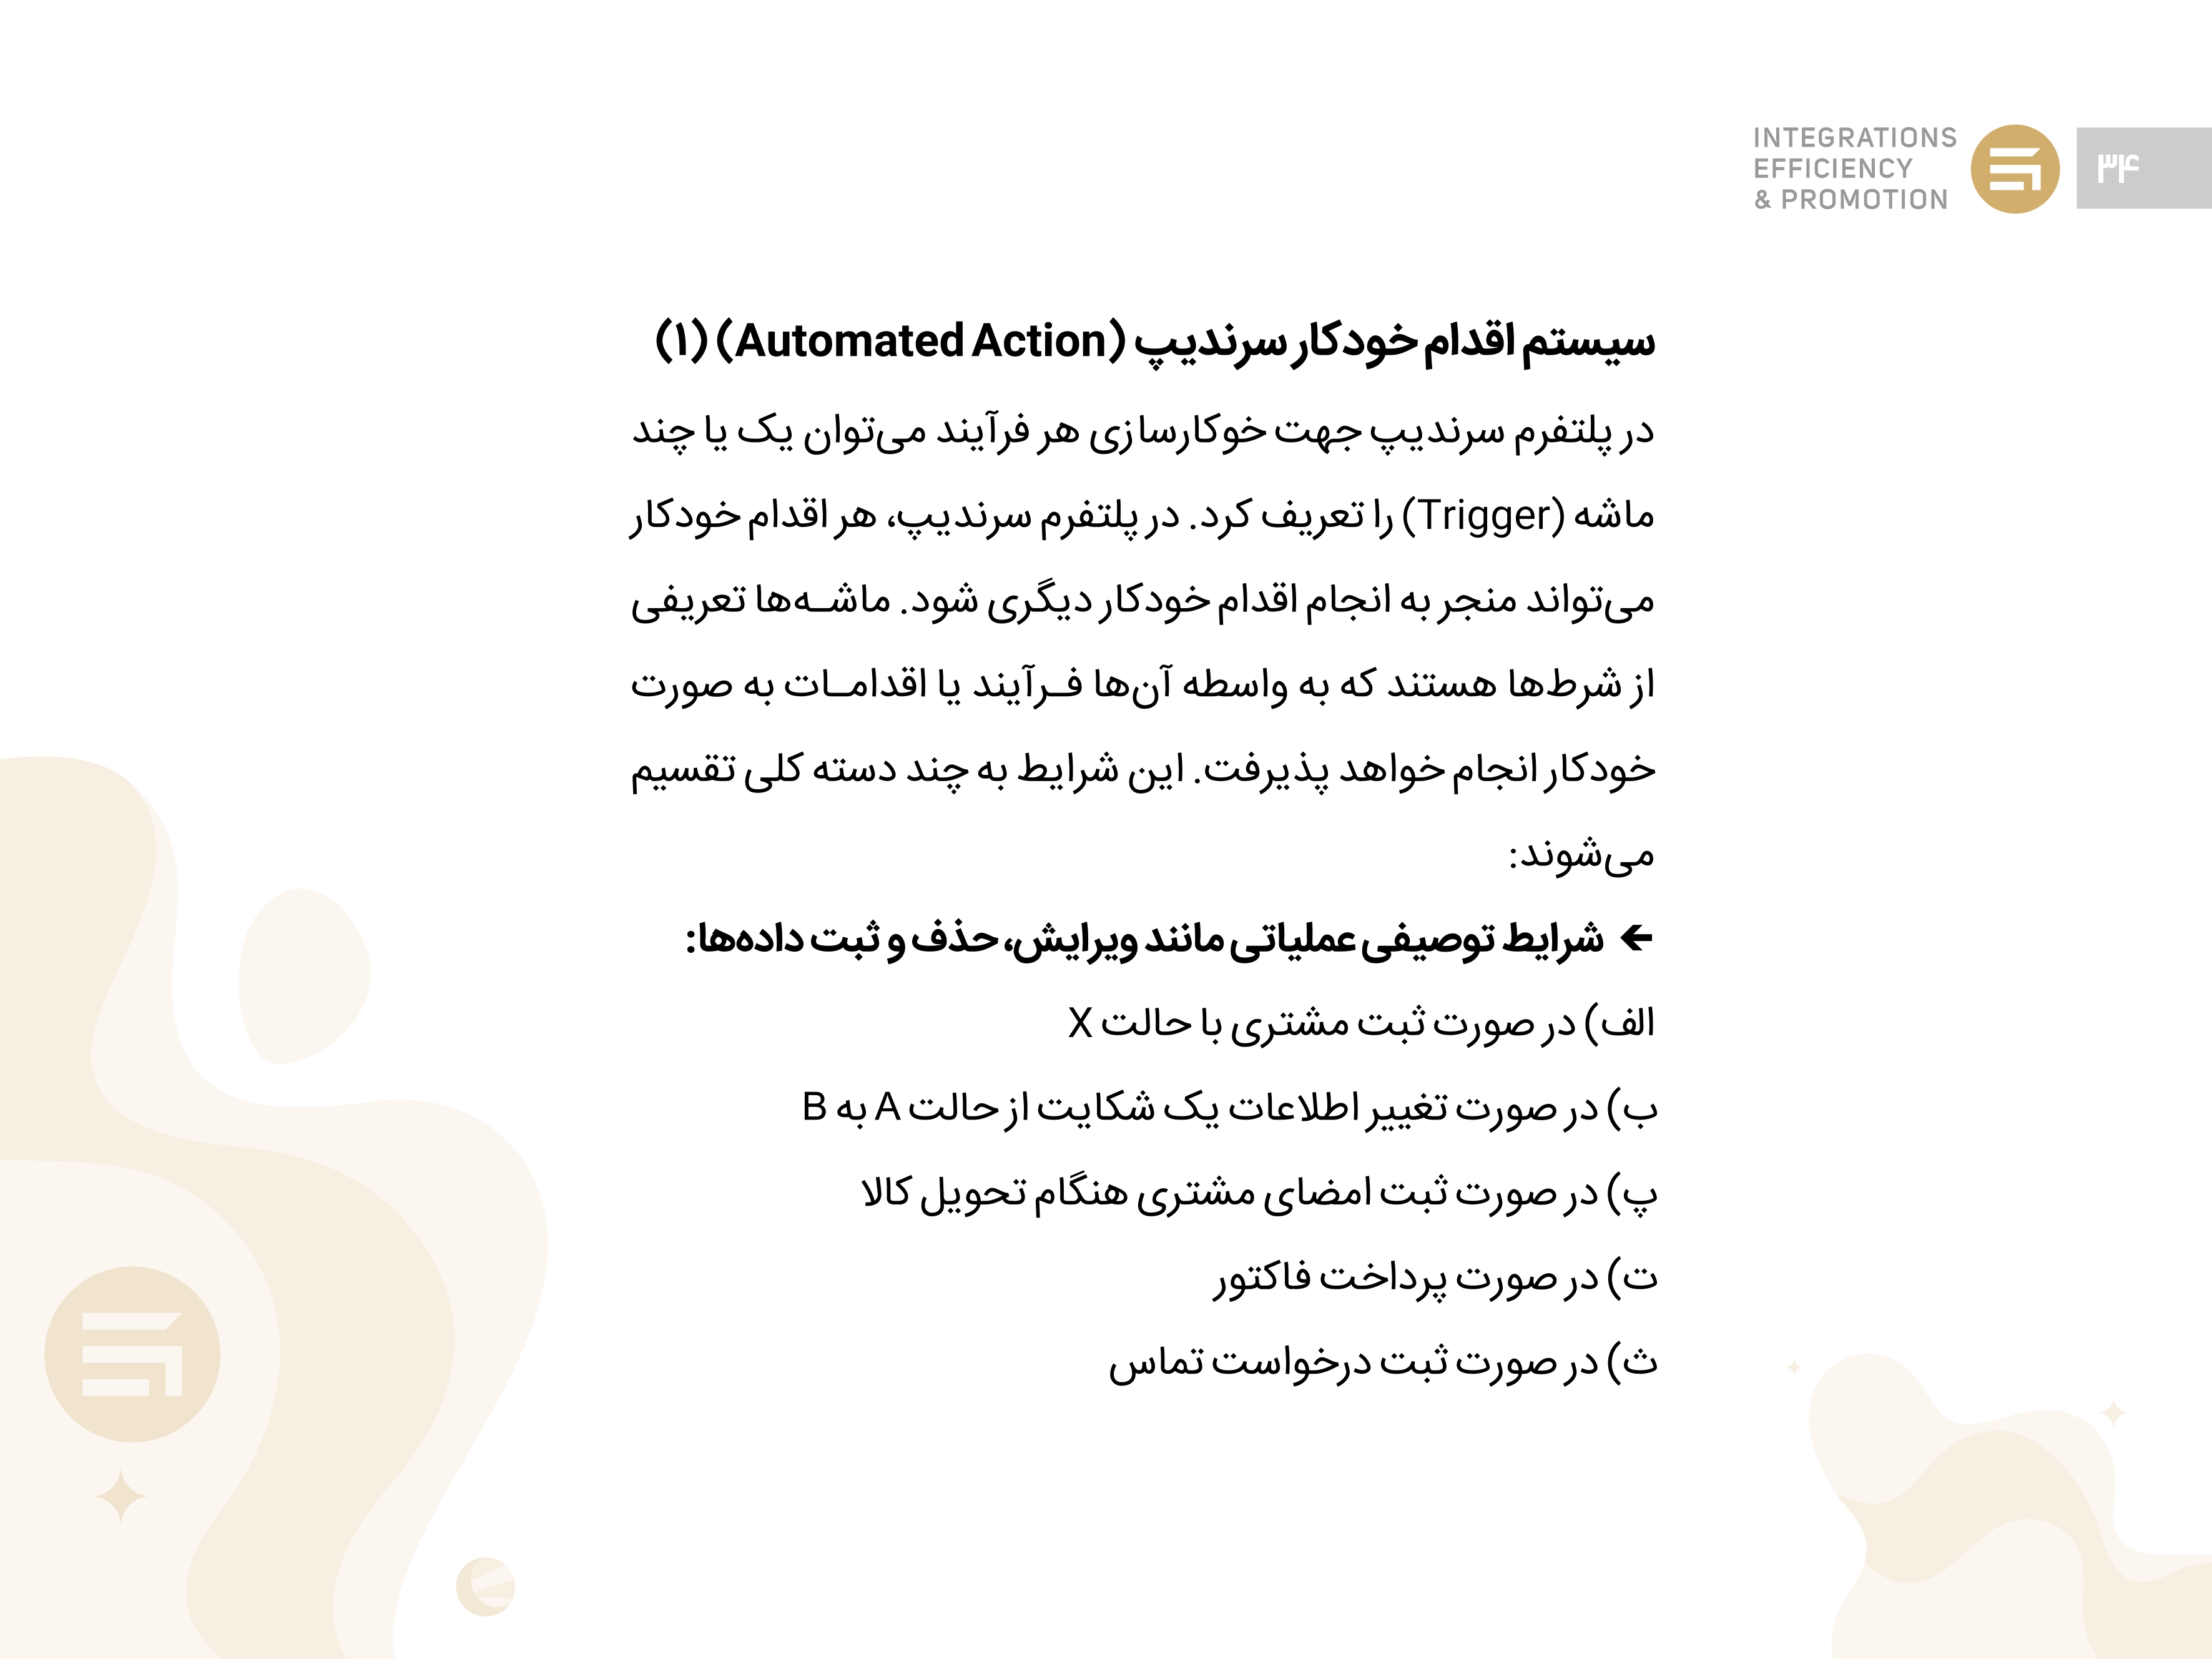 INTEGRATIONS
EFFICIENCY
& PROMOTION
۳۴
سیستم اقدام خودکار سرندیپ (Automated Action) (۱)
در پلتفرم سرندیپ جهت خوکارسازی هر فرآیند می‌توان یک یا چند
ماشه (Trigger) را تعریف کرد. در پلتفرم سرندیپ، هر اقدام خودکار
می‌تواند منجر به انجام اقدام خودکار دیگری شود. ماشـه‌ها تعریفی
از شرط‌ها هستند که به واسطه آن‌ها فـرآیند یا اقدامـات به صورت
خودکار انجام خواهد پذیرفت. این شرایط به چند دسته کلی تقسیم
می‌شوند:
← شرایط توصیفی عملیاتی مانند ویرایش، حذف و ثبت داده‌ها:
الف) در صورت ثبت مشتری با حالت X
ب) در صورت تغییر اطلاعات یک شکایت از حالت A به B
پ) در صورت ثبت امضای مشتری هنگام تحویل کالا
ت) در صورت پرداخت فاکتور
ث) در صورت ثبت درخواست تماس